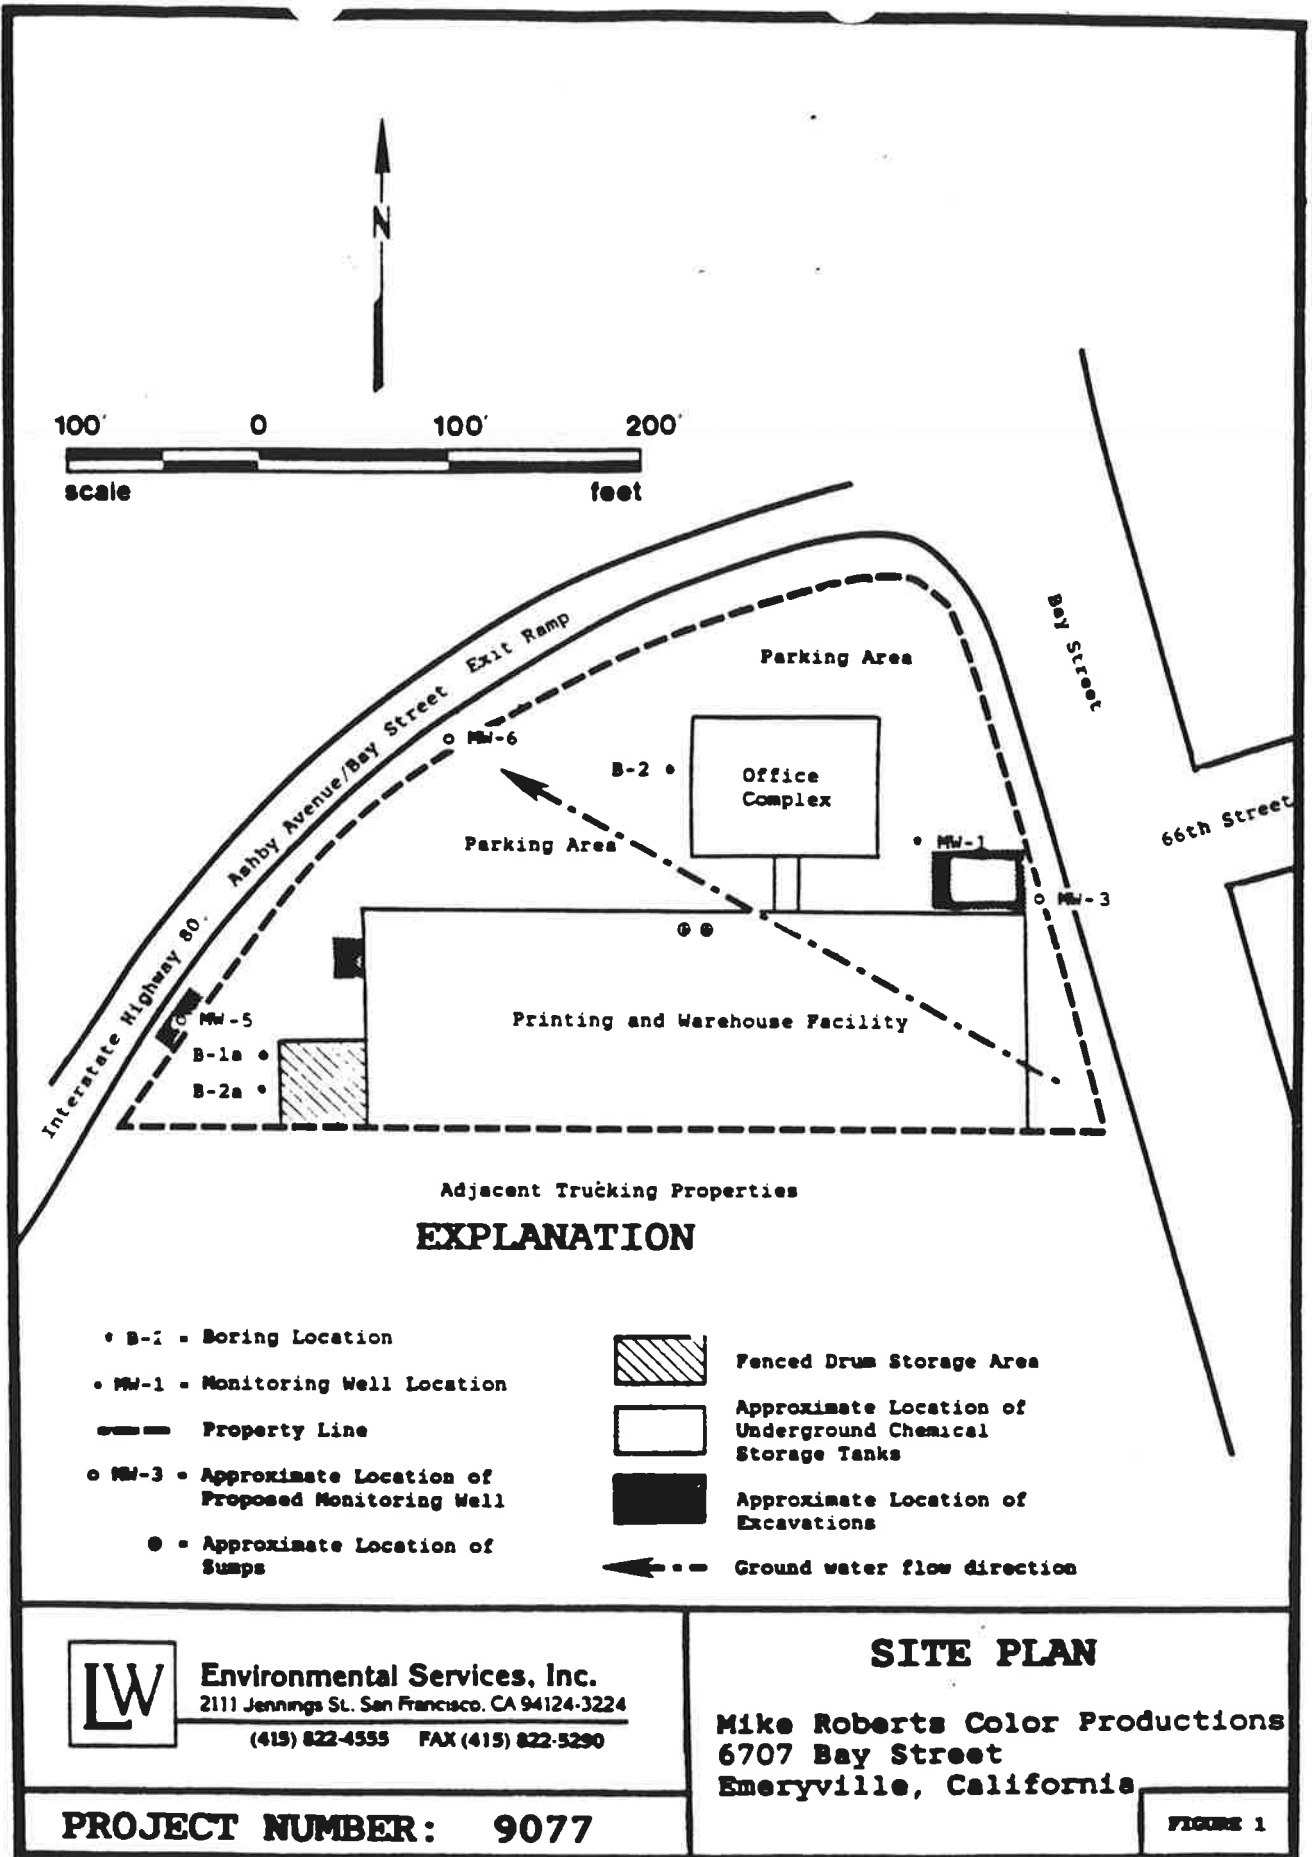 N
100' 0 100' 200'
scale feet
Interstate Highway 80. Ashby Avenue/Bay Street Exit Ramp
Bay Street
66th Street
Parking Area
MW-6
B-2
Office
Complex
Parking Area
MW-1
MW-3
MW-5
Printing and Warehouse Facility
B-1a
B-2a
Adjacent Trucking Properties
EXPLANATION
B-2 = Boring Location
MW-1 = Monitoring Well Location
Property Line
MW-3 = Approximate Location of
Proposed Monitoring Well
= Approximate Location of
Sumps
Fenced Drum Storage Area
Approximate Location of
Underground Chemical
Storage Tanks
Approximate Location of
Excavations
Ground water flow direction
LW
Environmental Services, Inc.
2111 Jennings St. San Francisco, CA 94124-3224
(415) 822-4555 FAX (415) 822-5290
PROJECT NUMBER: 9077
SITE PLAN
Mike Roberts Color Productions
6707 Bay Street
Emeryville, California
FIGURE 1